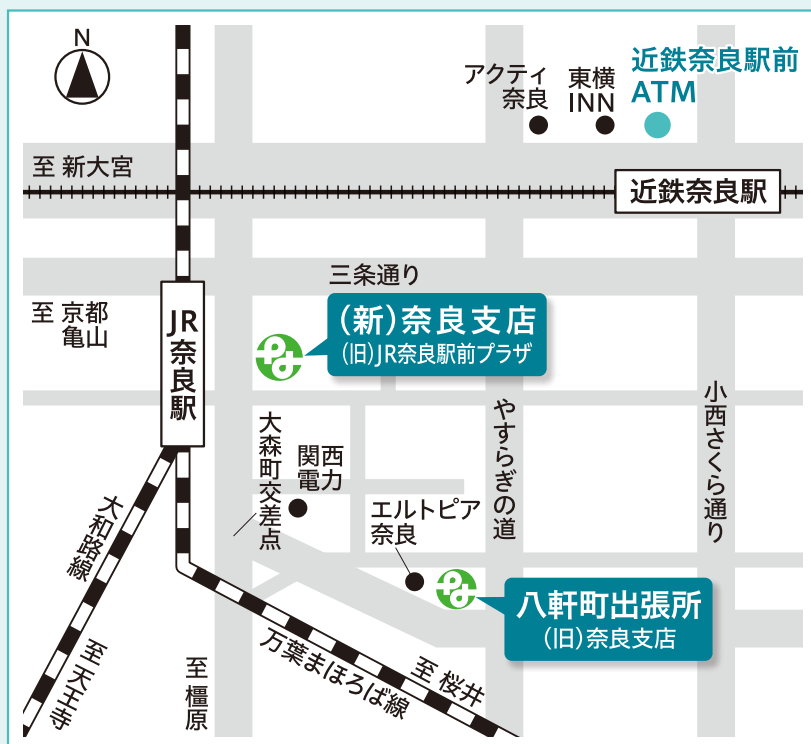 N
アクティ
奈良
東横
INN
近鉄奈良駅前
ATM
至 新大宮
近鉄奈良駅
三条通り
至 京都
亀山
JR奈良駅
(新)奈良支店
(旧)JR奈良駅前プラザ
大森町交差点
関西
電力
やすらぎの道
小西さくら通り
エルトピア
奈良
大和路線
八軒町出張所
(旧)奈良支店
至 天王寺
至 橿原
万葉まほろば線
至 桜井